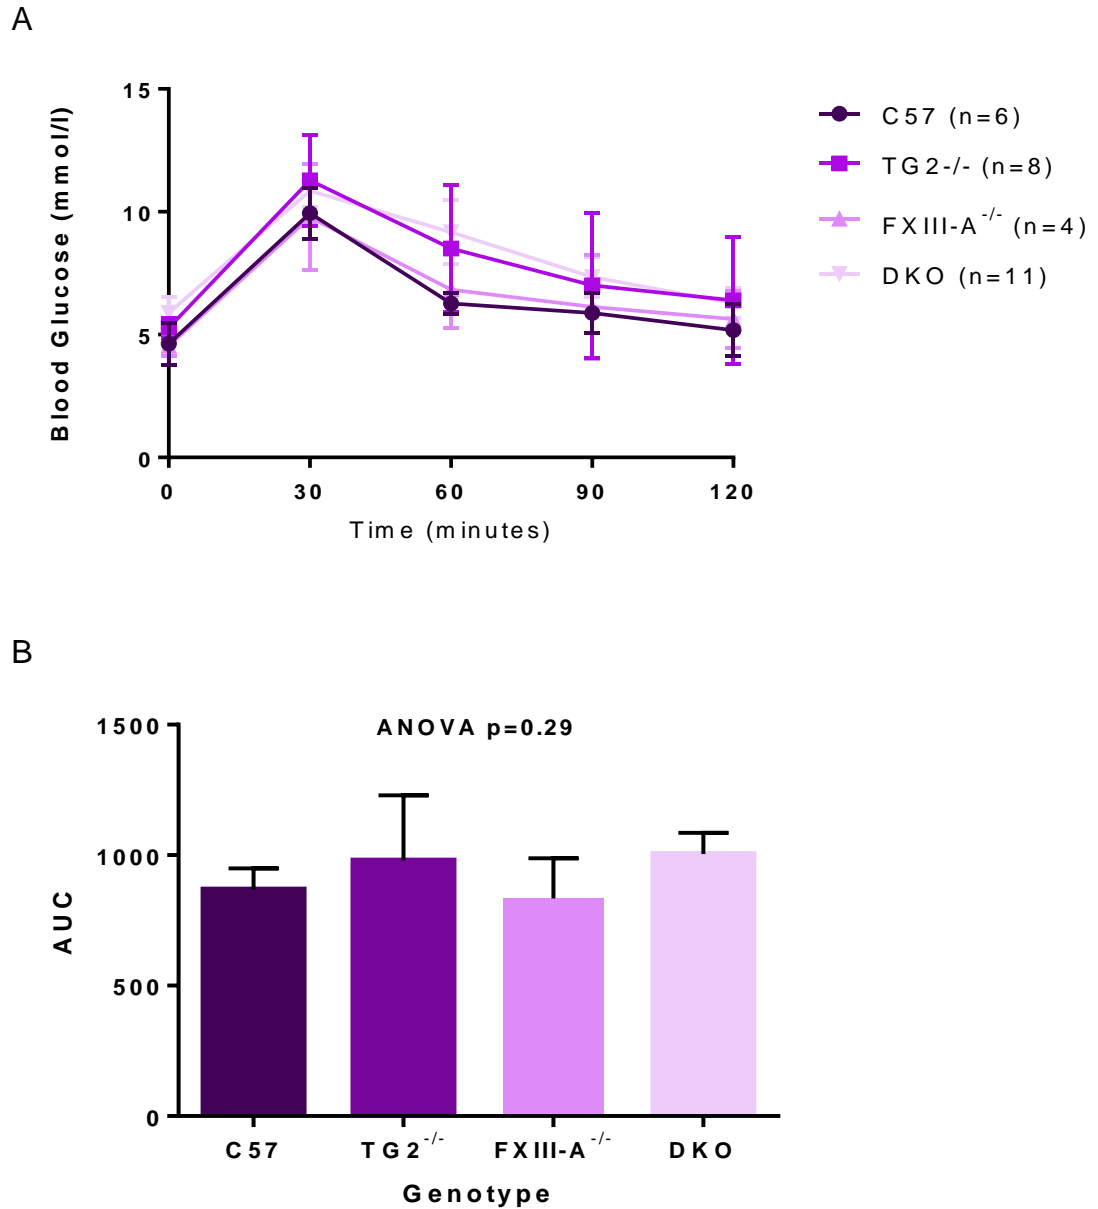 A
15
10
5
0
Blood Glucose (mmol/l)
0 30 60 90 120
Time (minutes)
C57 (n=6)
TG2-/- (n=8)
FXIII-A-/- (n=4)
DKO (n=11)
B
ANOVA p=0.29
1500
1000
500
0
AUC
C57 TG2-/- FXIII-A-/- DKO
Genotype